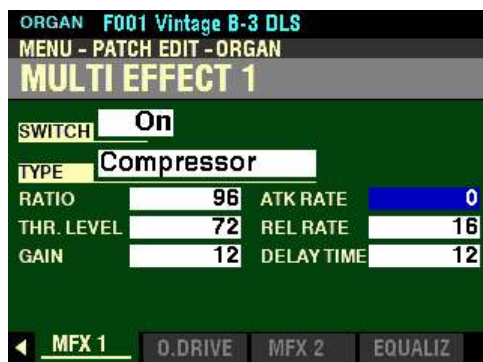 ORGAN F001 Vintage B-3 DLS
MENU - PATCH EDIT - ORGAN
MULTI EFFECT 1
SWITCH On
TYPE Compressor
RATIO 96 ATK RATE 0
THR. LEVEL 72 REL RATE 16
GAIN 12 DELAY TIME 12
MFX 1 O.DRIVE MFX 2 EQUALIZ